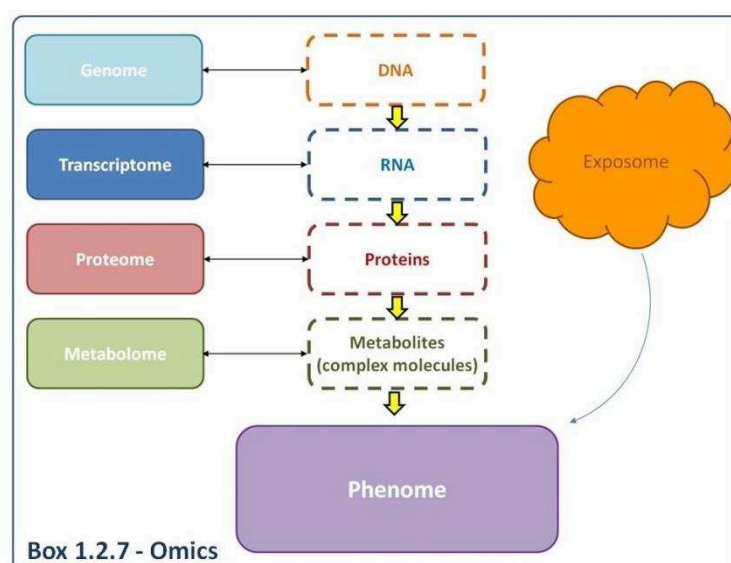 Genome
DNA
Transcriptome
RNA
Exposome
Proteome
Proteins
Metabolome
Metabolites
(complex molecules)
Phenome
Box 1.2.7 - Omics